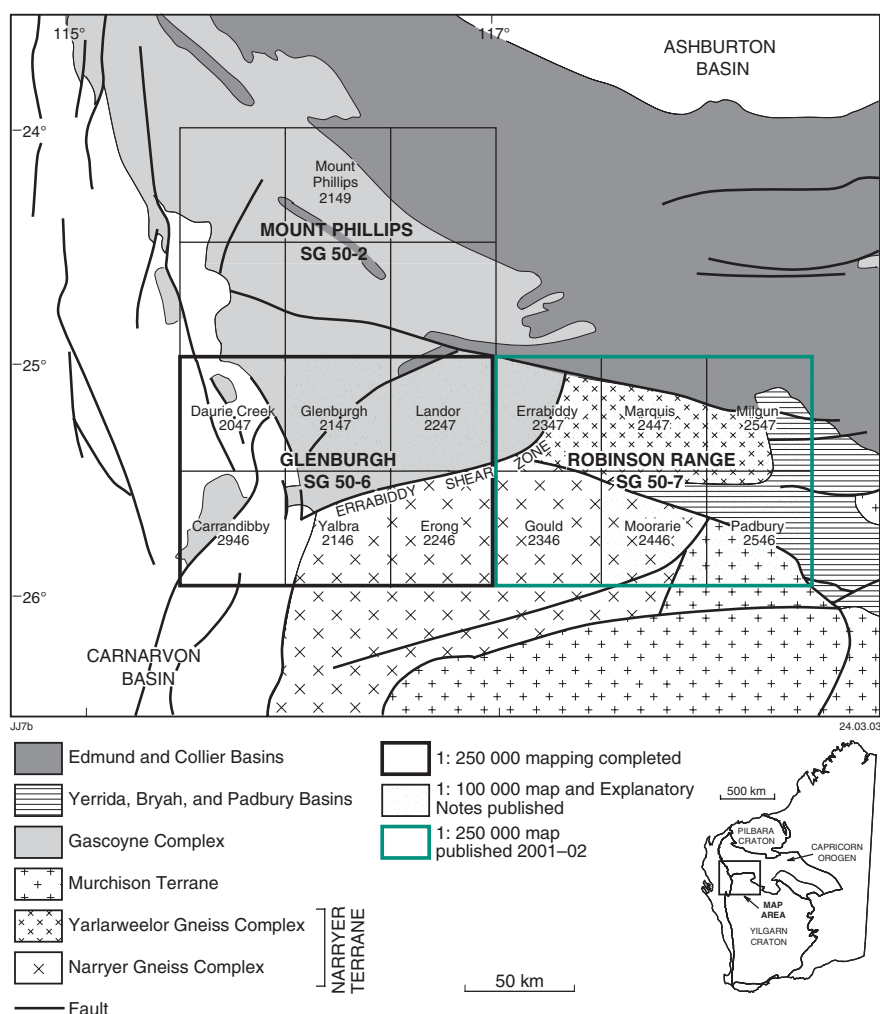 115°
117°
ASHBURTON
BASIN
24°
Mount
Phillips
2149
MOUNT PHILLIPS
SG 50-2
25°
Daurie Creek
2047
Glenburgh
2147
Landor
2247
Errabiddy
2347
Marquis
2447
Milgun
2547
GLENBURGH
SG 50-6
ROBINSON RANGE
SG 50-7
ERRABIDDY SHEAR ZONE
Carrandibby
2946
Yalbra
2146
Erong
2246
Gould
2346
Moorarie
2446
Padbury
2546
26°
CARNARVON
BASIN
JJ7b
24.03.03
Edmund and Collier Basins
Yerrida, Bryah, and Padbury Basins
Gascoyne Complex
Murchison Terrane
Yarlarweelor Gneiss Complex
Narryer Gneiss Complex
NARRYER
TERRANE
Fault
1: 250 000 mapping completed
1: 100 000 map and Explanatory
Notes published
1: 250 000 map
published 2001–02
50 km
500 km
PILBARA
CRATON
CAPRICORN
OROGEN
MAP
AREA
YILGARN
CRATON